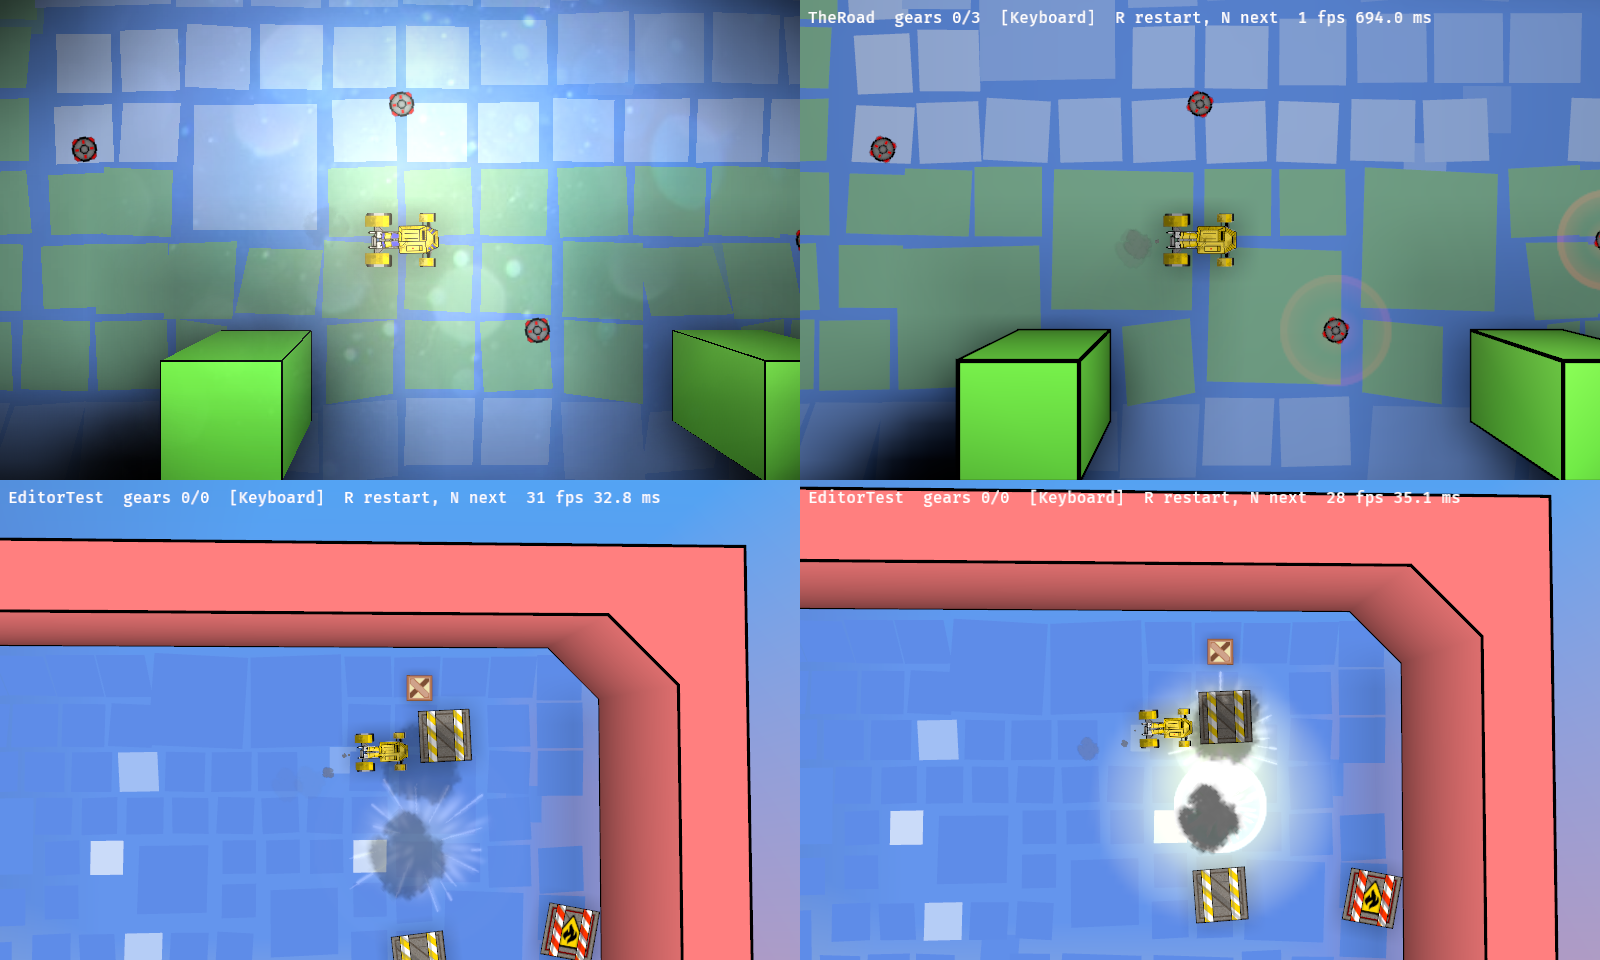 TheRoad  gears 0/3  [Keyboard]  R restart, N next  1 fps 694.0 ms
EditorTest  gears 0/0  [Keyboard]  R restart, N next  31 fps 32.8 ms
EditorTest  gears 0/0  [Keyboard]  R restart, N next  28 fps 35.1 ms